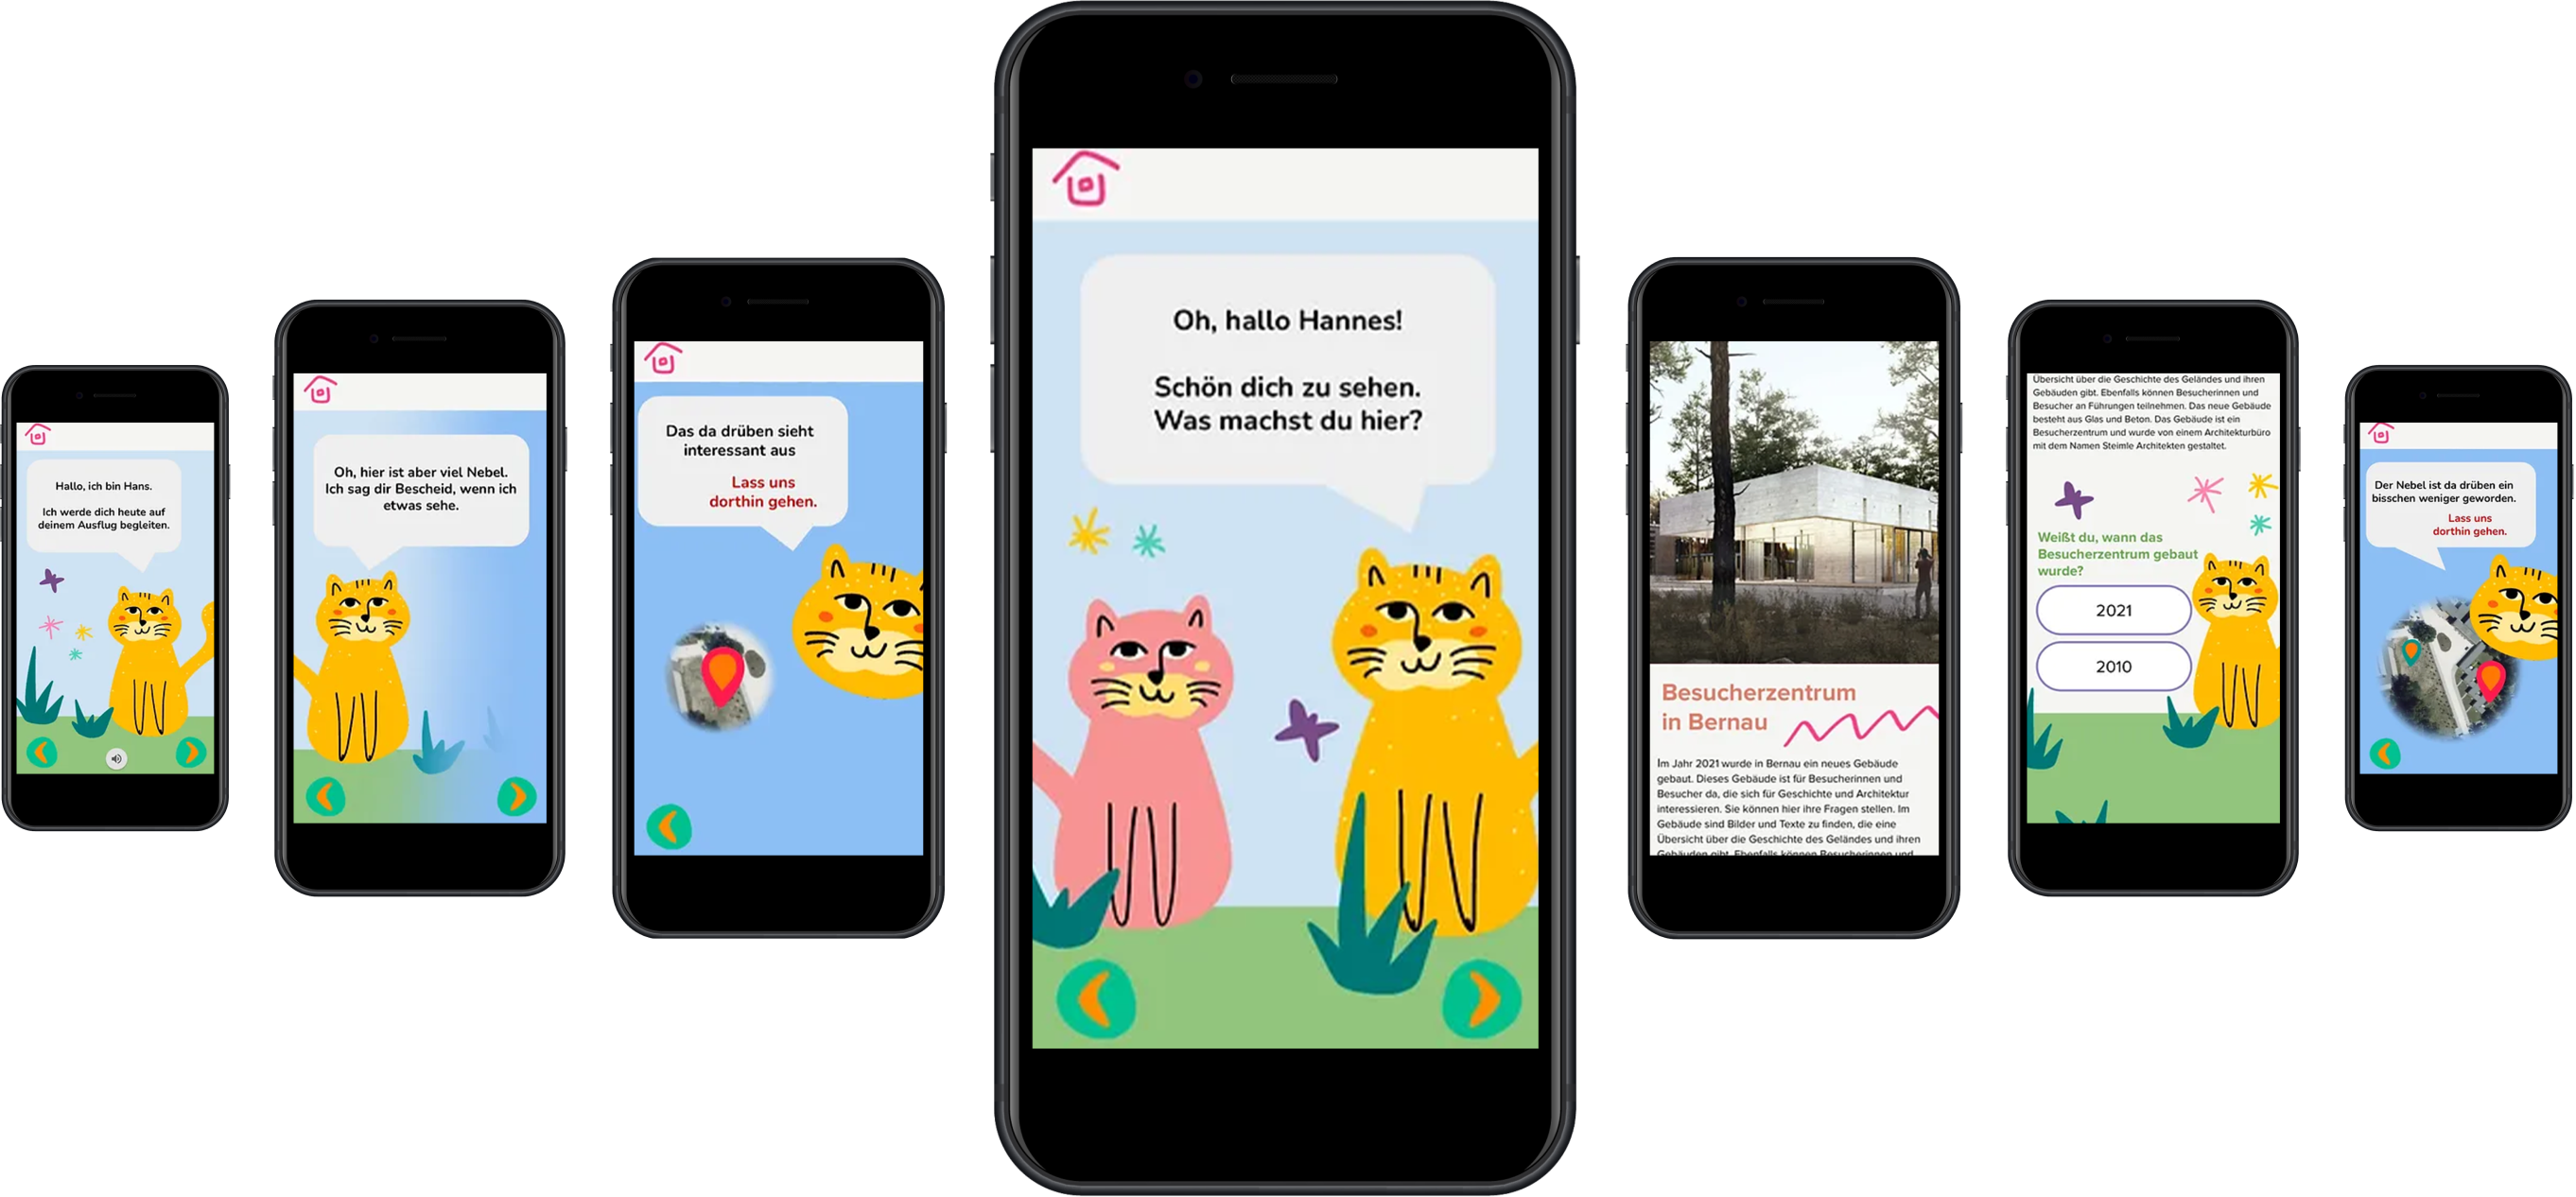 Hallo, ich bin Hans.
Ich werde dich heute auf
deinem Ausflug begleiten.
Oh, hier ist aber viel Nebel.
Ich sag dir Bescheid, wenn ich
etwas sehe.
Das da drüben sieht
interessant aus
Lass uns
dorthin gehen.
Oh, hallo Hannes!
Schön dich zu sehen.
Was machst du hier?
Besucherzentrum
in Bernau
Im Jahr 2021 wurde in Bernau ein neues Gebäude
gebaut. Dieses Gebäude ist für Besucherinnen und
Besucher da, die sich für Geschichte und Architektur
interessieren. Sie können hier ihre Fragen stellen. Im
Gebäude sind Bilder und Texte zu finden, die eine
Übersicht über die Geschichte des Geländes und ihren
Gebäuden gibt. Ebenfalls können Besucherinnen und
Übersicht über die Geschichte des Geländes und ihren
Gebäuden gibt. Ebenfalls können Besucherinnen und
Besucher an Führungen teilnehmen. Das neue Gebäude
besteht aus Glas und Beton. Das Gebäude ist ein
Besucherzentrum und wurde von einem Architekturbüro
mit dem Namen Steimle Architekten gestaltet.
Weißt du, wann das
Besucherzentrum gebaut
wurde?
2021
2010
Der Nebel ist da drüben ein
bisschen weniger geworden.
Lass uns
dorthin gehen.